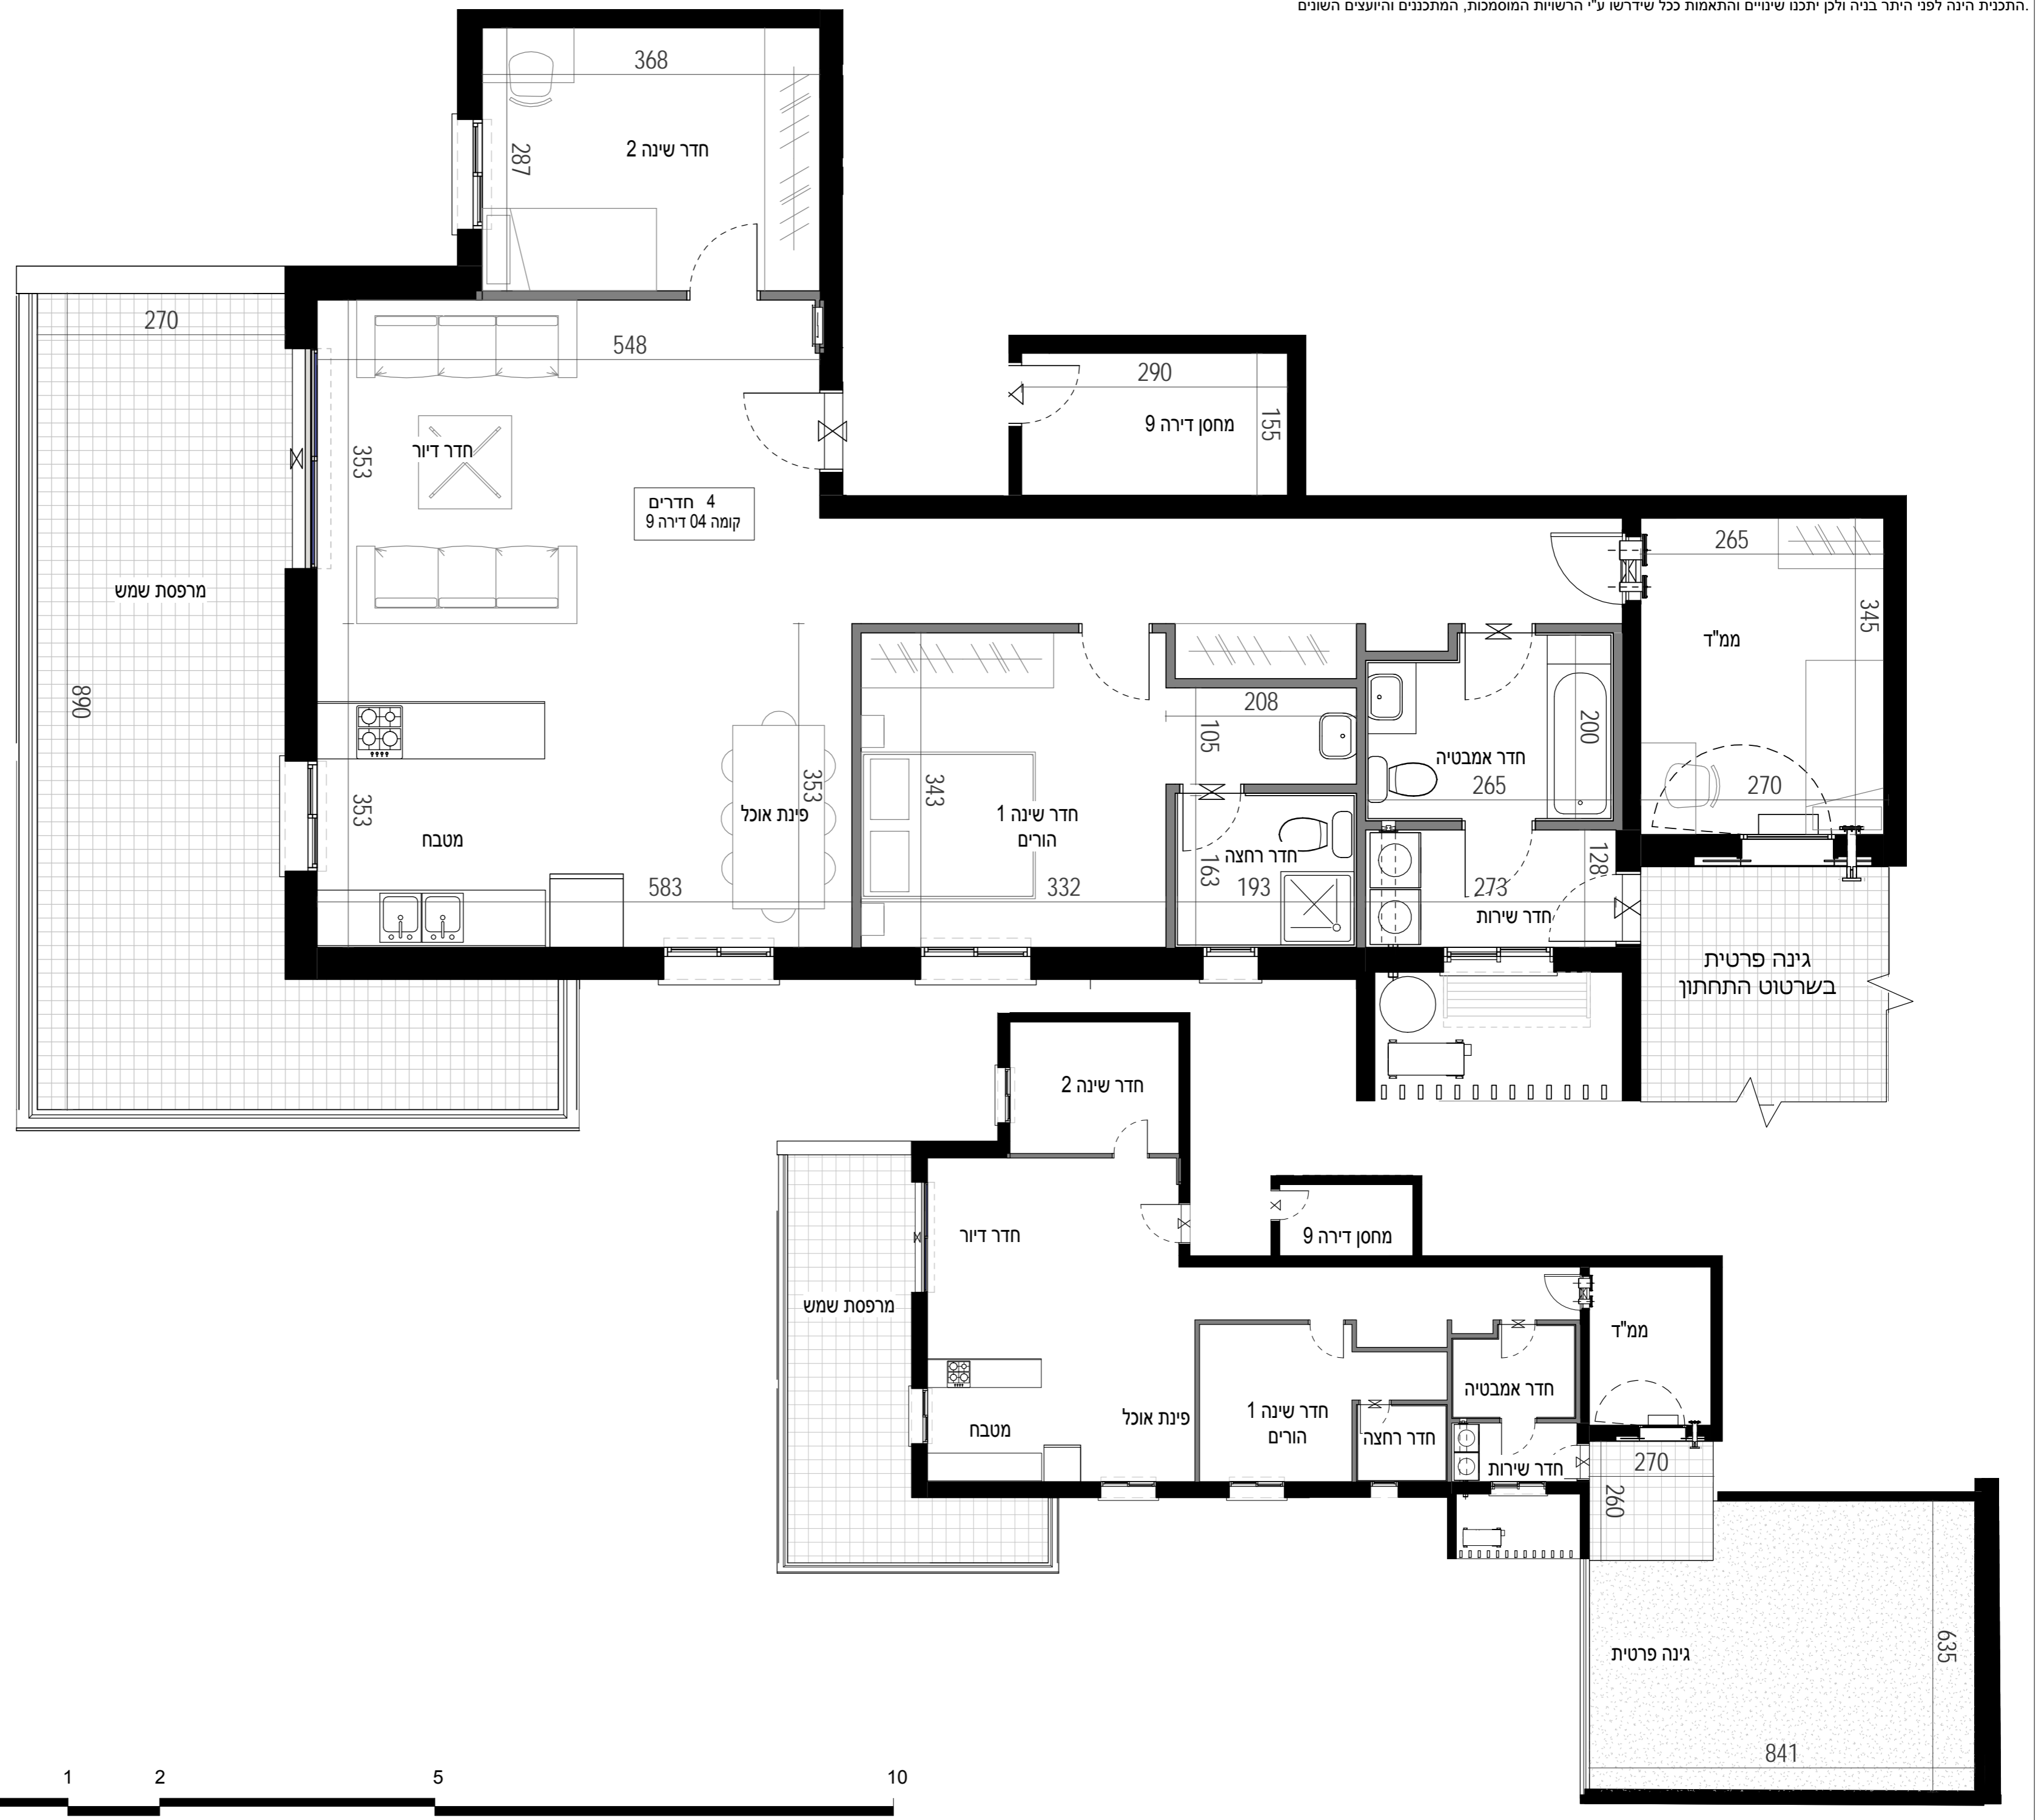 התכנית הינה לפני היתר בניה ולכן יתכנו שינויים והתאמות ככל שידרשו ע"י הרשויות המוסמכות, המתכננים והיועצים השונים.
368
חדר שינה 2
287
270
548
290
מחסן דירה 9
155
חדר דיור
353
4 חדרים
קומה 04 דירה 9
265
345
ממ"ד
מרפסת שמש
890
208
105
200
חדר אמבטיה
265
270
353
343
353
פינת אוכל
חדר שינה 1
הורים
מטבח
חדר רחצה
163
128
583
332
193
273
חדר שירות
גינה פרטית
בשרטוט התחתון
חדר שינה 2
חדר דיור
מחסן דירה 9
מרפסת שמש
ממ"ד
חדר אמבטיה
חדר שינה 1
הורים
פינת אוכל
מטבח
חדר רחצה
חדר שירות
270
260
גינה פרטית
635
841
1 2 5 10